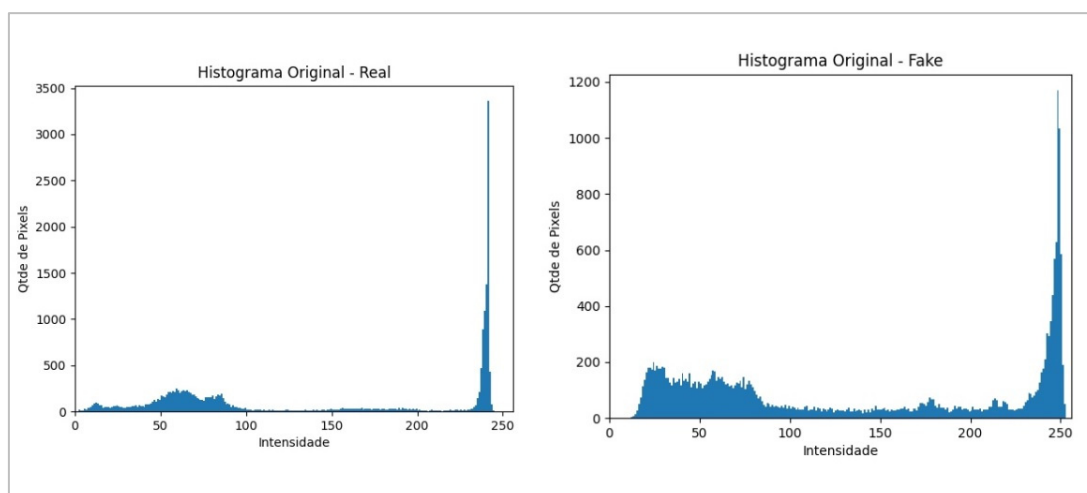 Histograma Original - Real
Qtde de Pixels
3500
3000
2500
2000
1500
1000
500
0
0 50 100 150 200 250
Intensidade
Histograma Original - Fake
Qtde de Pixels
1200
1000
800
600
400
200
0
0 50 100 150 200 250
Intensidade